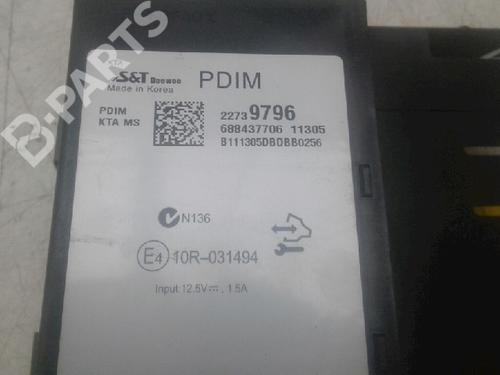 S&T Daewoo PDIM
Made in Korea
PDIM
KTA MS
2273 9796
688437706 11305
B111305DBDBB0256
N136
E4 10R-031494
Input:12.5V⎓, 1.5A
B-PARTS